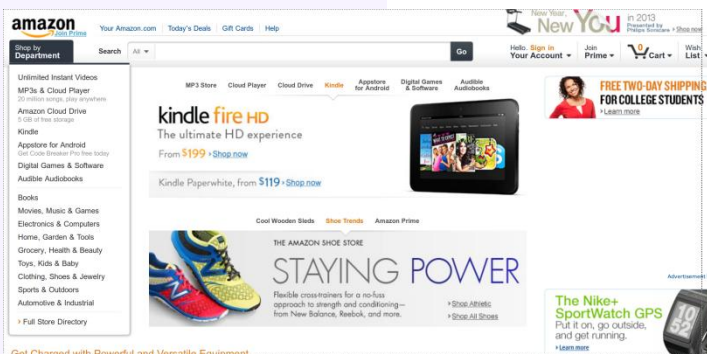 amazon
Join Prime
Your Amazon.com Today's Deals Gift Cards Help
New Year,
New YOU in 2013
Presented by
Philips Sonicare › Shop now
Shop by
Department
Search
All
Go
Hello. Sign in
Your Account
Join
Prime
0
Cart
Wish
List
Unlimited Instant Videos
MP3s & Cloud Player
20 million songs, play anywhere
Amazon Cloud Drive
5 GB of free storage
Kindle
Appstore for Android
Get Code Breaker Pro free today
Digital Games & Software
Audible Audiobooks
Books
Movies, Music & Games
Electronics & Computers
Home, Garden & Tools
Grocery, Health & Beauty
Toys, Kids & Baby
Clothing, Shoes & Jewelry
Sports & Outdoors
Automotive & Industrial
› Full Store Directory
MP3 Store Cloud Player Cloud Drive Kindle Appstore for Android Digital Games & Software Audible Audiobooks
kindle fire HD
The ultimate HD experience
From $199 › Shop now
Kindle Paperwhite, from $119 › Shop now
Cool Wooden Sleds Shoe Trends Amazon Prime
THE AMAZON SHOE STORE
STAYING POWER
Flexible cross-trainers for a no-fuss
approach to strength and conditioning—
from New Balance, Reebok, and more.
› Shop Athletic
› Shop All Shoes
FREE TWO-DAY SHIPPING
FOR COLLEGE STUDENTS
› Learn more
Advertisement
The Nike+
SportWatch GPS
Put it on, go outside,
and get running.
› Learn more
10
52
Get Charged with Powerful and Versatile Equipment